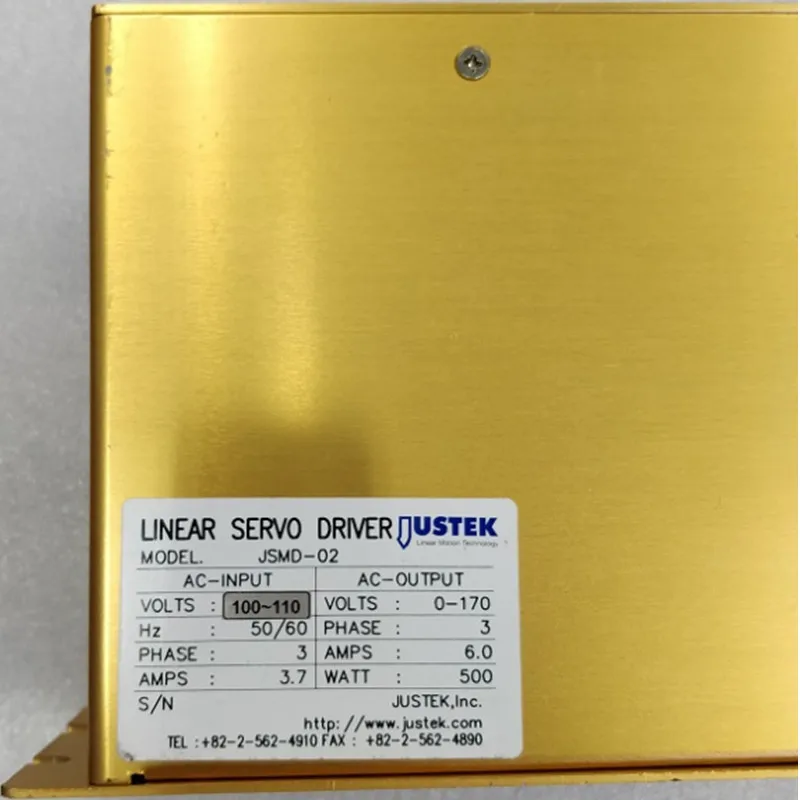 LINEAR SERVO DRIVER JUSTEK
Linear Motion Technology
MODEL. JSMD-02
AC-INPUT AC-OUTPUT
VOLTS : 100~110 VOLTS : 0-170
Hz : 50/60 PHASE : 3
PHASE : 3 AMPS : 6.0
AMPS : 3.7 WATT : 500
S/N JUSTEK,Inc.
http://www.justek.com
TEL :+82-2-562-4910 FAX : +82-2-562-4890